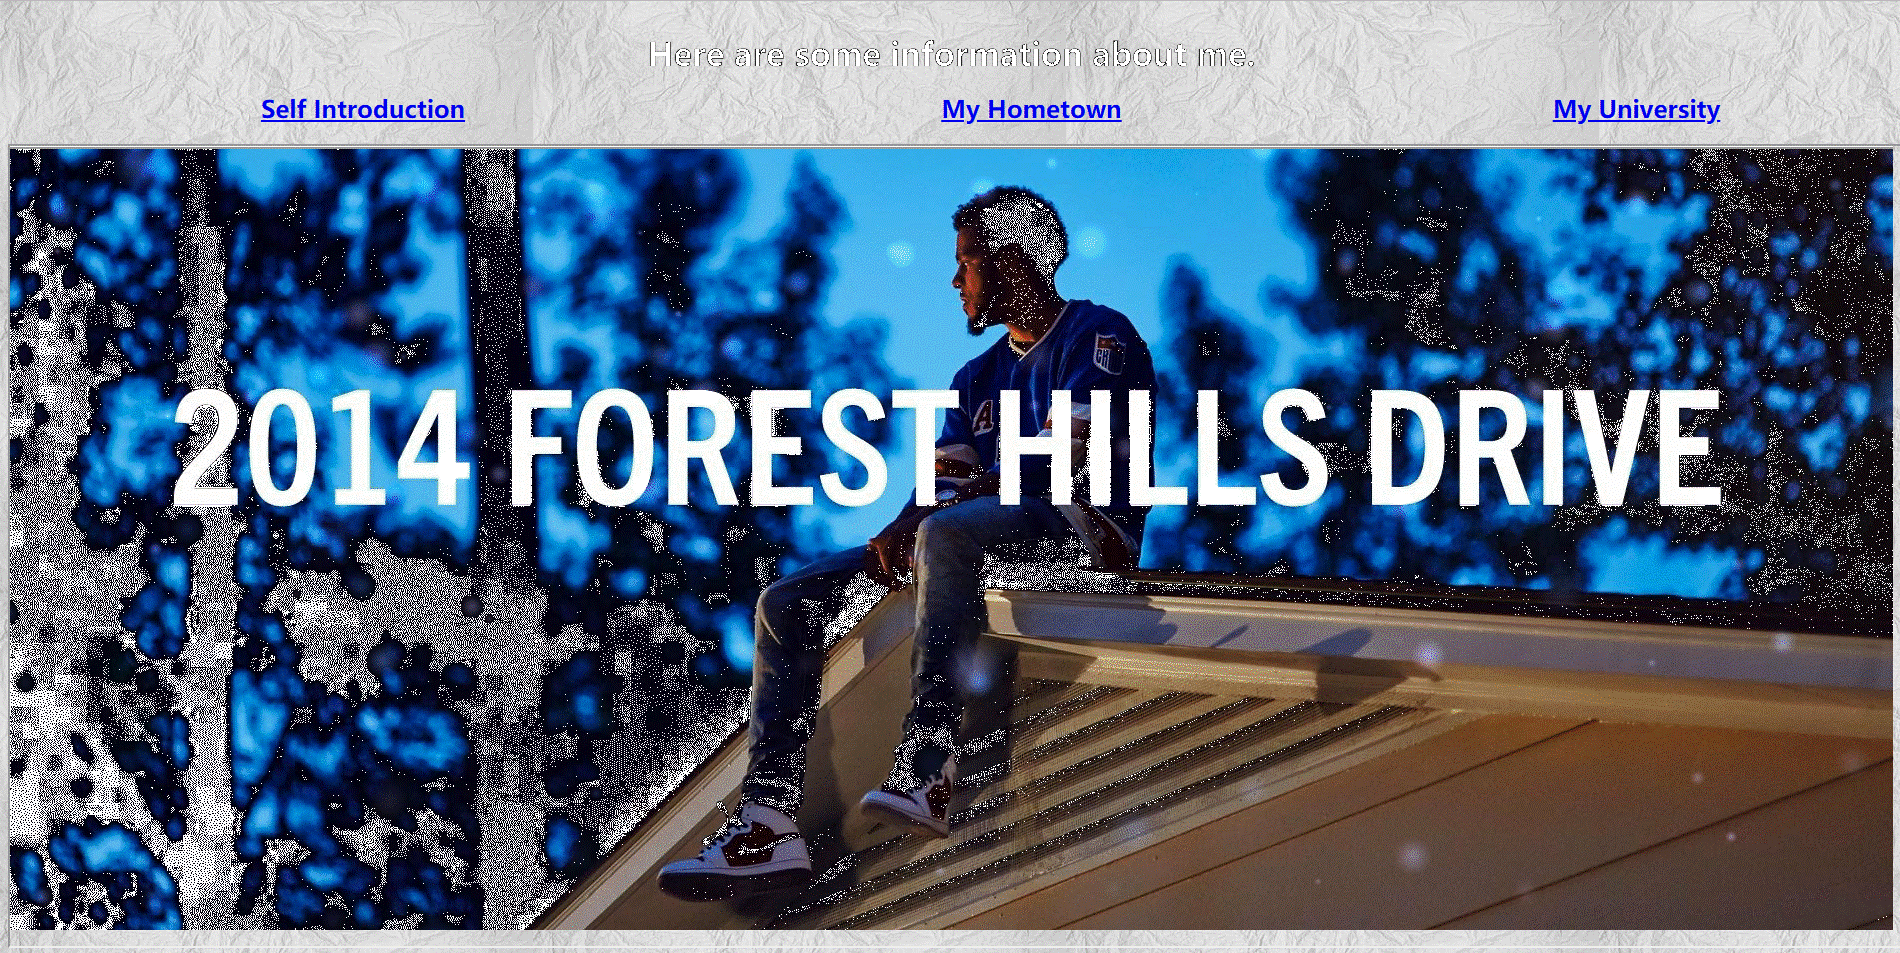 Here are some information about me.
Self Introduction My Hometown My University
2014 FOREST HILLS DRIVE
A